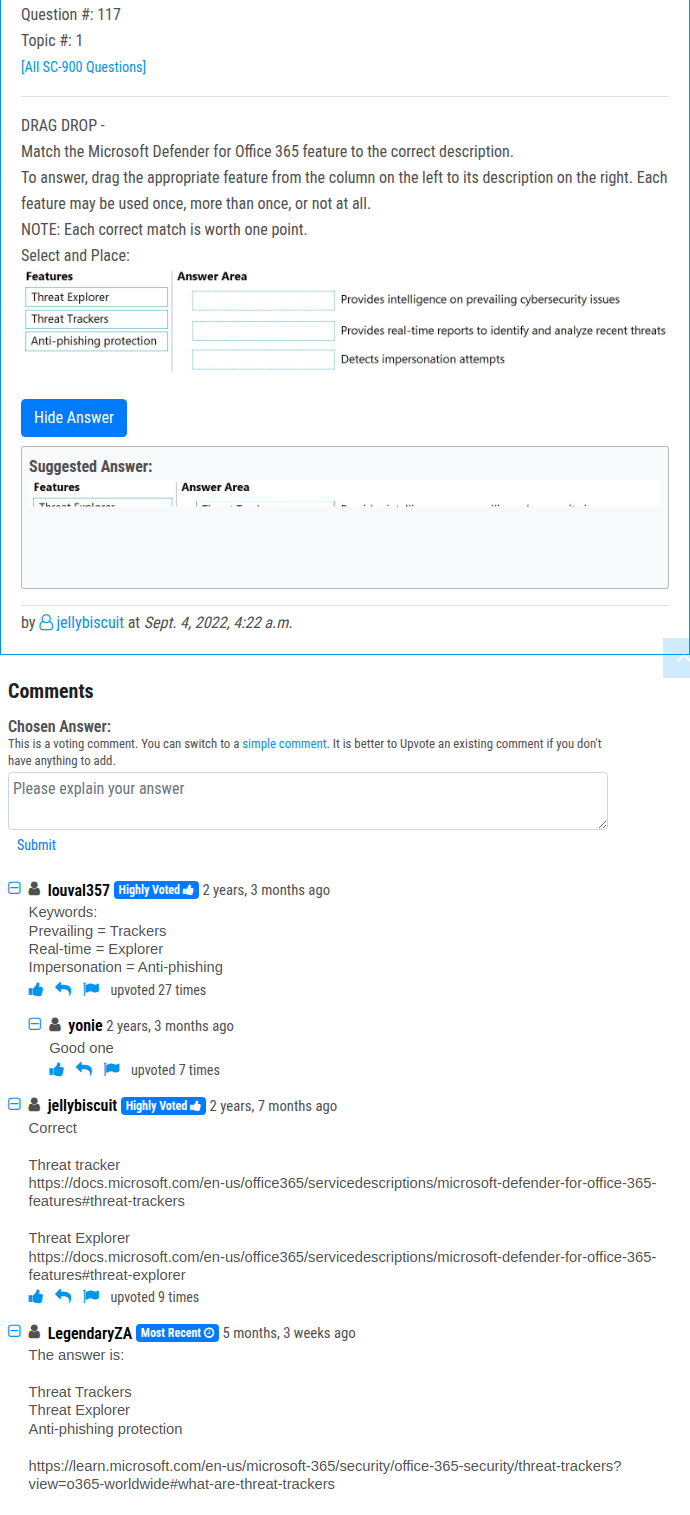 Question #: 117
Topic #: 1
[All SC-900 Questions]
DRAG DROP -
Match the Microsoft Defender for Office 365 feature to the correct description.
To answer, drag the appropriate feature from the column on the left to its description on the right. Each
feature may be used once, more than once, or not at all.
NOTE: Each correct match is worth one point.
Select and Place:
Features Answer Area
Threat Explorer Provides intelligence on prevailing cybersecurity issues
Threat Trackers Provides real-time reports to identify and analyze recent threats
Anti-phishing protection Detects impersonation attempts
Hide Answer
Suggested Answer:
Features Answer Area
by jellybiscuit at Sept. 4, 2022, 4:22 a.m.
Comments
Chosen Answer:
This is a voting comment. You can switch to a simple comment. It is better to Upvote an existing comment if you don't
have anything to add.
Please explain your answer
Submit
louval357 Highly Voted 2 years, 3 months ago
Keywords:
Prevailing = Trackers
Real-time = Explorer
Impersonation = Anti-phishing
upvoted 27 times
yonie 2 years, 3 months ago
Good one
upvoted 7 times
jellybiscuit Highly Voted 2 years, 7 months ago
Correct
Threat tracker
https://docs.microsoft.com/en-us/office365/servicedescriptions/microsoft-defender-for-office-365-
features#threat-trackers
Threat Explorer
https://docs.microsoft.com/en-us/office365/servicedescriptions/microsoft-defender-for-office-365-
features#threat-explorer
upvoted 9 times
LegendaryZA Most Recent 5 months, 3 weeks ago
The answer is:
Threat Trackers
Threat Explorer
Anti-phishing protection
https://learn.microsoft.com/en-us/microsoft-365/security/office-365-security/threat-trackers?
view=o365-worldwide#what-are-threat-trackers